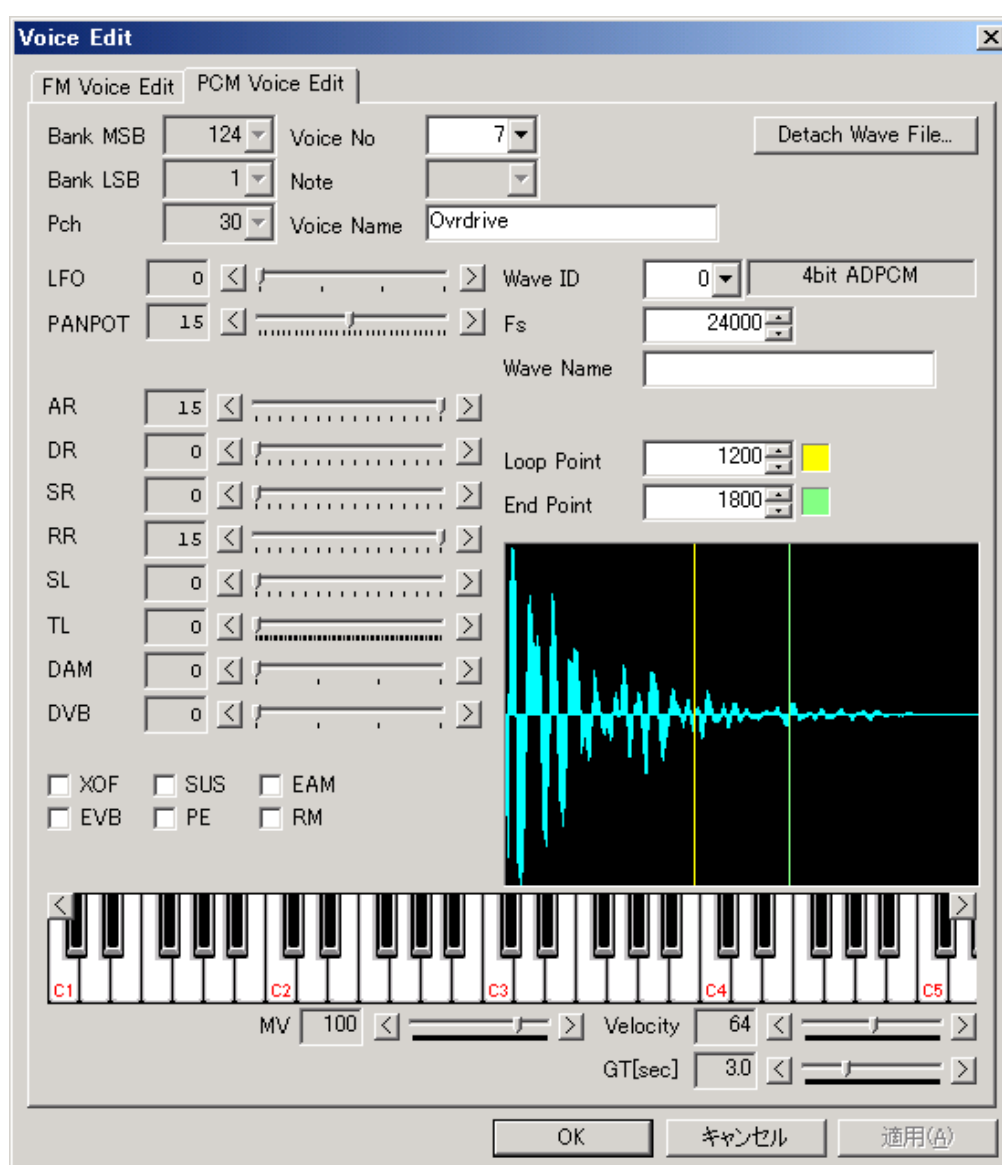 Voice Edit
FM Voice Edit PCM Voice Edit
Bank MSB 124 Voice No 7 Detach Wave File...
Bank LSB 1 Note
Pch 30 Voice Name Ovrdrive
LFO 0 < > Wave ID 0 4bit ADPCM
PANPOT 15 < > Fs 24000
Wave Name
AR 15 < >
DR 0 < > Loop Point 1200
SR 0 < > End Point 1800
RR 15 < >
SL 0 < >
TL 0 < >
DAM 0 < >
DVB 0 < >
XOF SUS EAM
EVB PE RM
< >
C1 C2 C3 C4 C5
MV 100 < > Velocity 64 < >
GT[sec] 3.0 < >
OK キャンセル 適用(A)